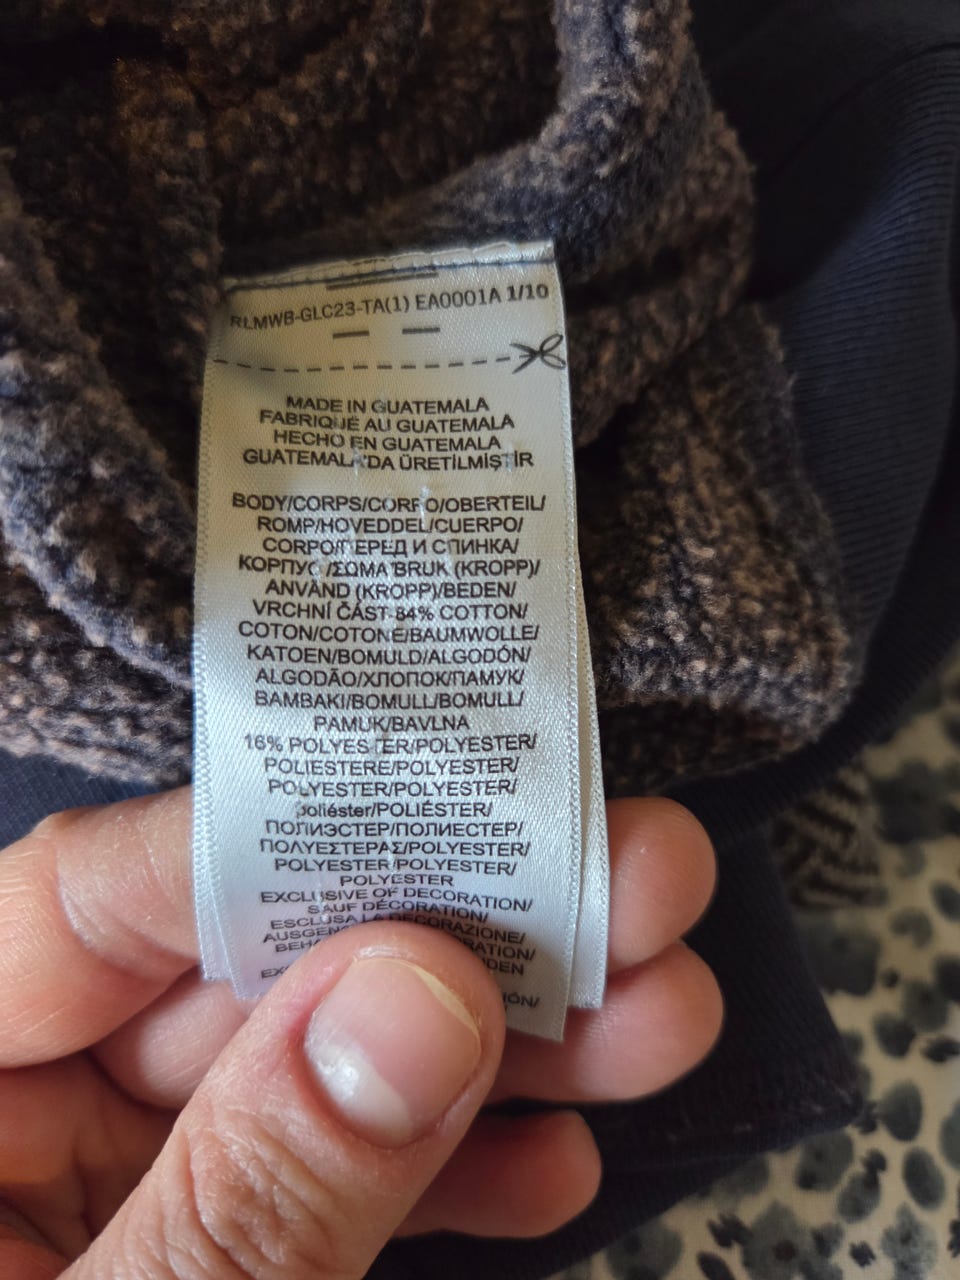 RLMWB-GLC23-TA(1) EA0001A 1/10
MADE IN GUATEMALA
FABRIQUÉ AU GUATEMALA
HECHO EN GUATEMALA
GUATEMALA'DA ÜRETİLMİŞTİR
BODY/CORPS/CORPO/OBERTEIL/
ROMP/HOVEDDEL/CUERPO/
CORPO/ПЕРЕД И СПИНКА/
КОРПУС/ΣΩΜΑ BRUK (KROPP)/
ANVÄND (KROPP)/BEDEN/
VRCHNÍ ČÁST 84% COTTON/
COTON/COTONE/BAUMWOLLE/
KATOEN/BOMULD/ALGODÓN/
ALGODÃO/ХЛОПОК/ПАМУК/
ΒΑΜΒΑΚΙ/BOMULL/BOMULL/
PAMUK/BAVLNA
16% POLYESTER/POLYESTER/
POLIESTERE/POLYESTER/
POLYESTER/POLYESTER/
poliéster/POLIÉSTER/
ПОЛИЭСТЕР/ПОЛИЕСТЕР/
ΠΟΛΥΕΣΤΕΡΑΣ/POLYESTER/
POLYESTER/POLYESTER/
POLYESTER
EXCLUSIVE OF DECORATION/
SAUF DÉCORATION/
ESCLUSA LA DECORAZIONE/